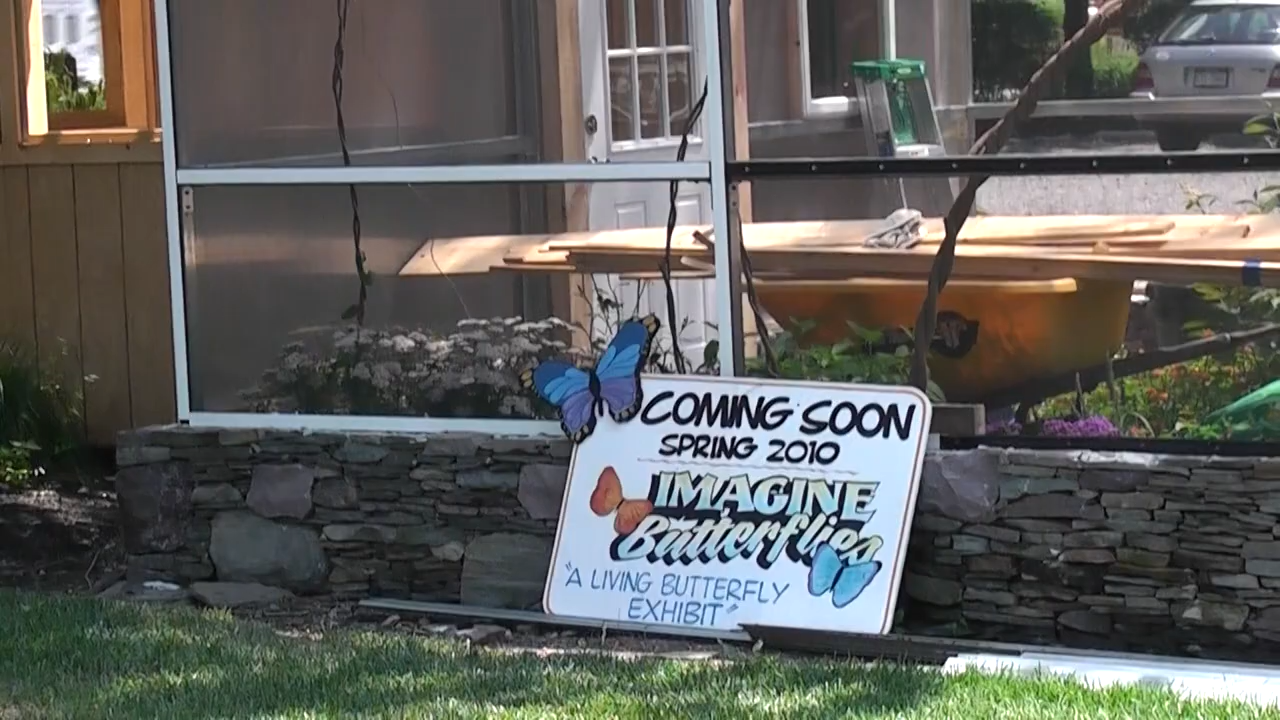 COMING SOON
SPRING 2010
IMAGINE
Butterflies
"A LIVING BUTTERFLY
EXHIBIT"